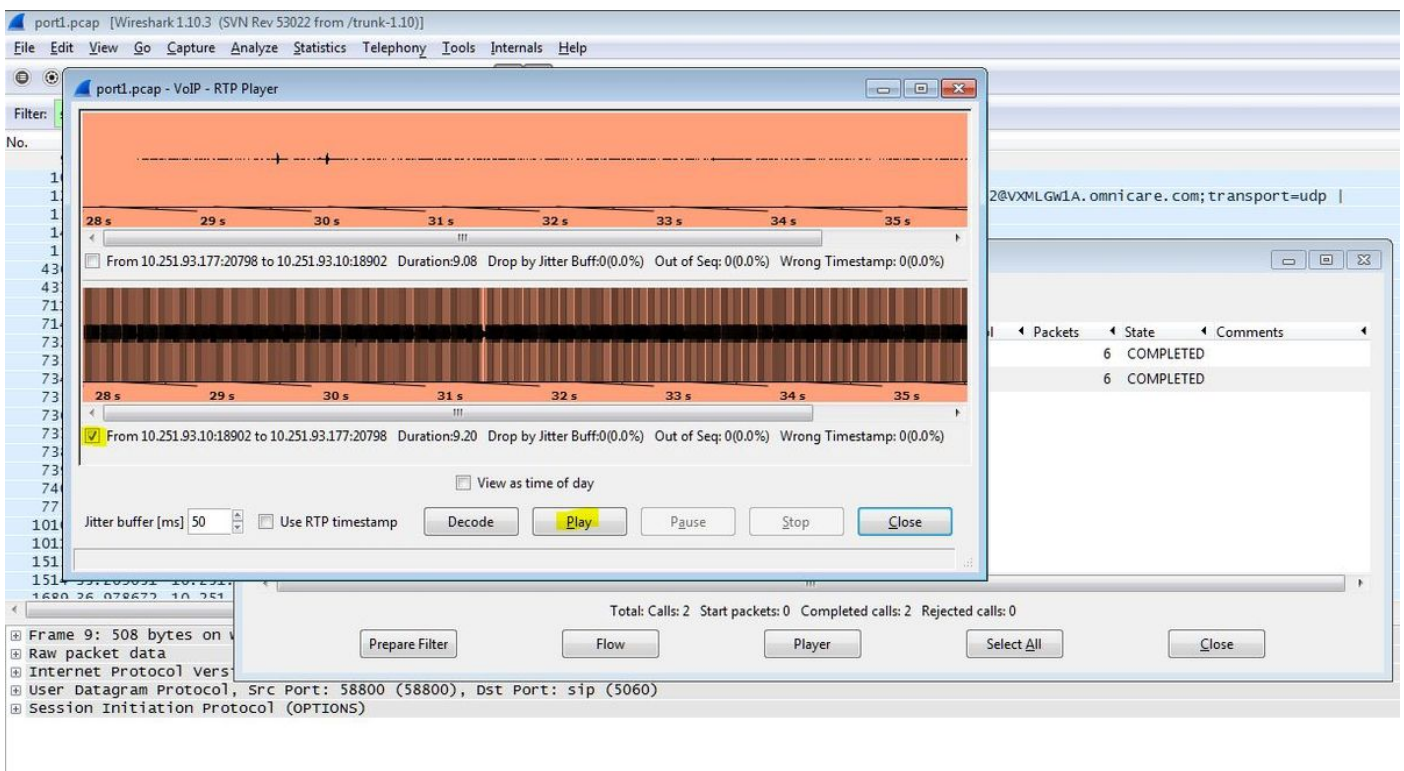 port1.pcap [Wireshark 1.10.3 (SVN Rev 53022 from /trunk-1.10)]
File Edit View Go Capture Analyze Statistics Telephony Tools Internals Help
port1.pcap - VoIP - RTP Player
Filter:
No.
28 s 29 s 30 s 31 s 32 s 33 s 34 s 35 s
From 10.251.93.177:20798 to 10.251.93.10:18902 Duration:9.08 Drop by Jitter Buff:0(0.0%) Out of Seq: 0(0.0%) Wrong Timestamp: 0(0.0%)
28 s 29 s 30 s 31 s 32 s 33 s 34 s 35 s
From 10.251.93.10:18902 to 10.251.93.177:20798 Duration:9.20 Drop by Jitter Buff:0(0.0%) Out of Seq: 0(0.0%) Wrong Timestamp: 0(0.0%)
View as time of day
Jitter buffer [ms] 50 Use RTP timestamp Decode Play Pause Stop Close
2@VXMLGW1A.omnicare.com;transport=udp |
Packets State Comments
6 COMPLETED
6 COMPLETED
Total: Calls: 2 Start packets: 0 Completed calls: 2 Rejected calls: 0
Prepare Filter Flow Player Select All Close
Frame 9: 508 bytes on
Raw packet data
Internet Protocol
User Datagram Protocol, Src Port: 58800 (58800), Dst Port: sip (5060)
Session Initiation Protocol (OPTIONS)